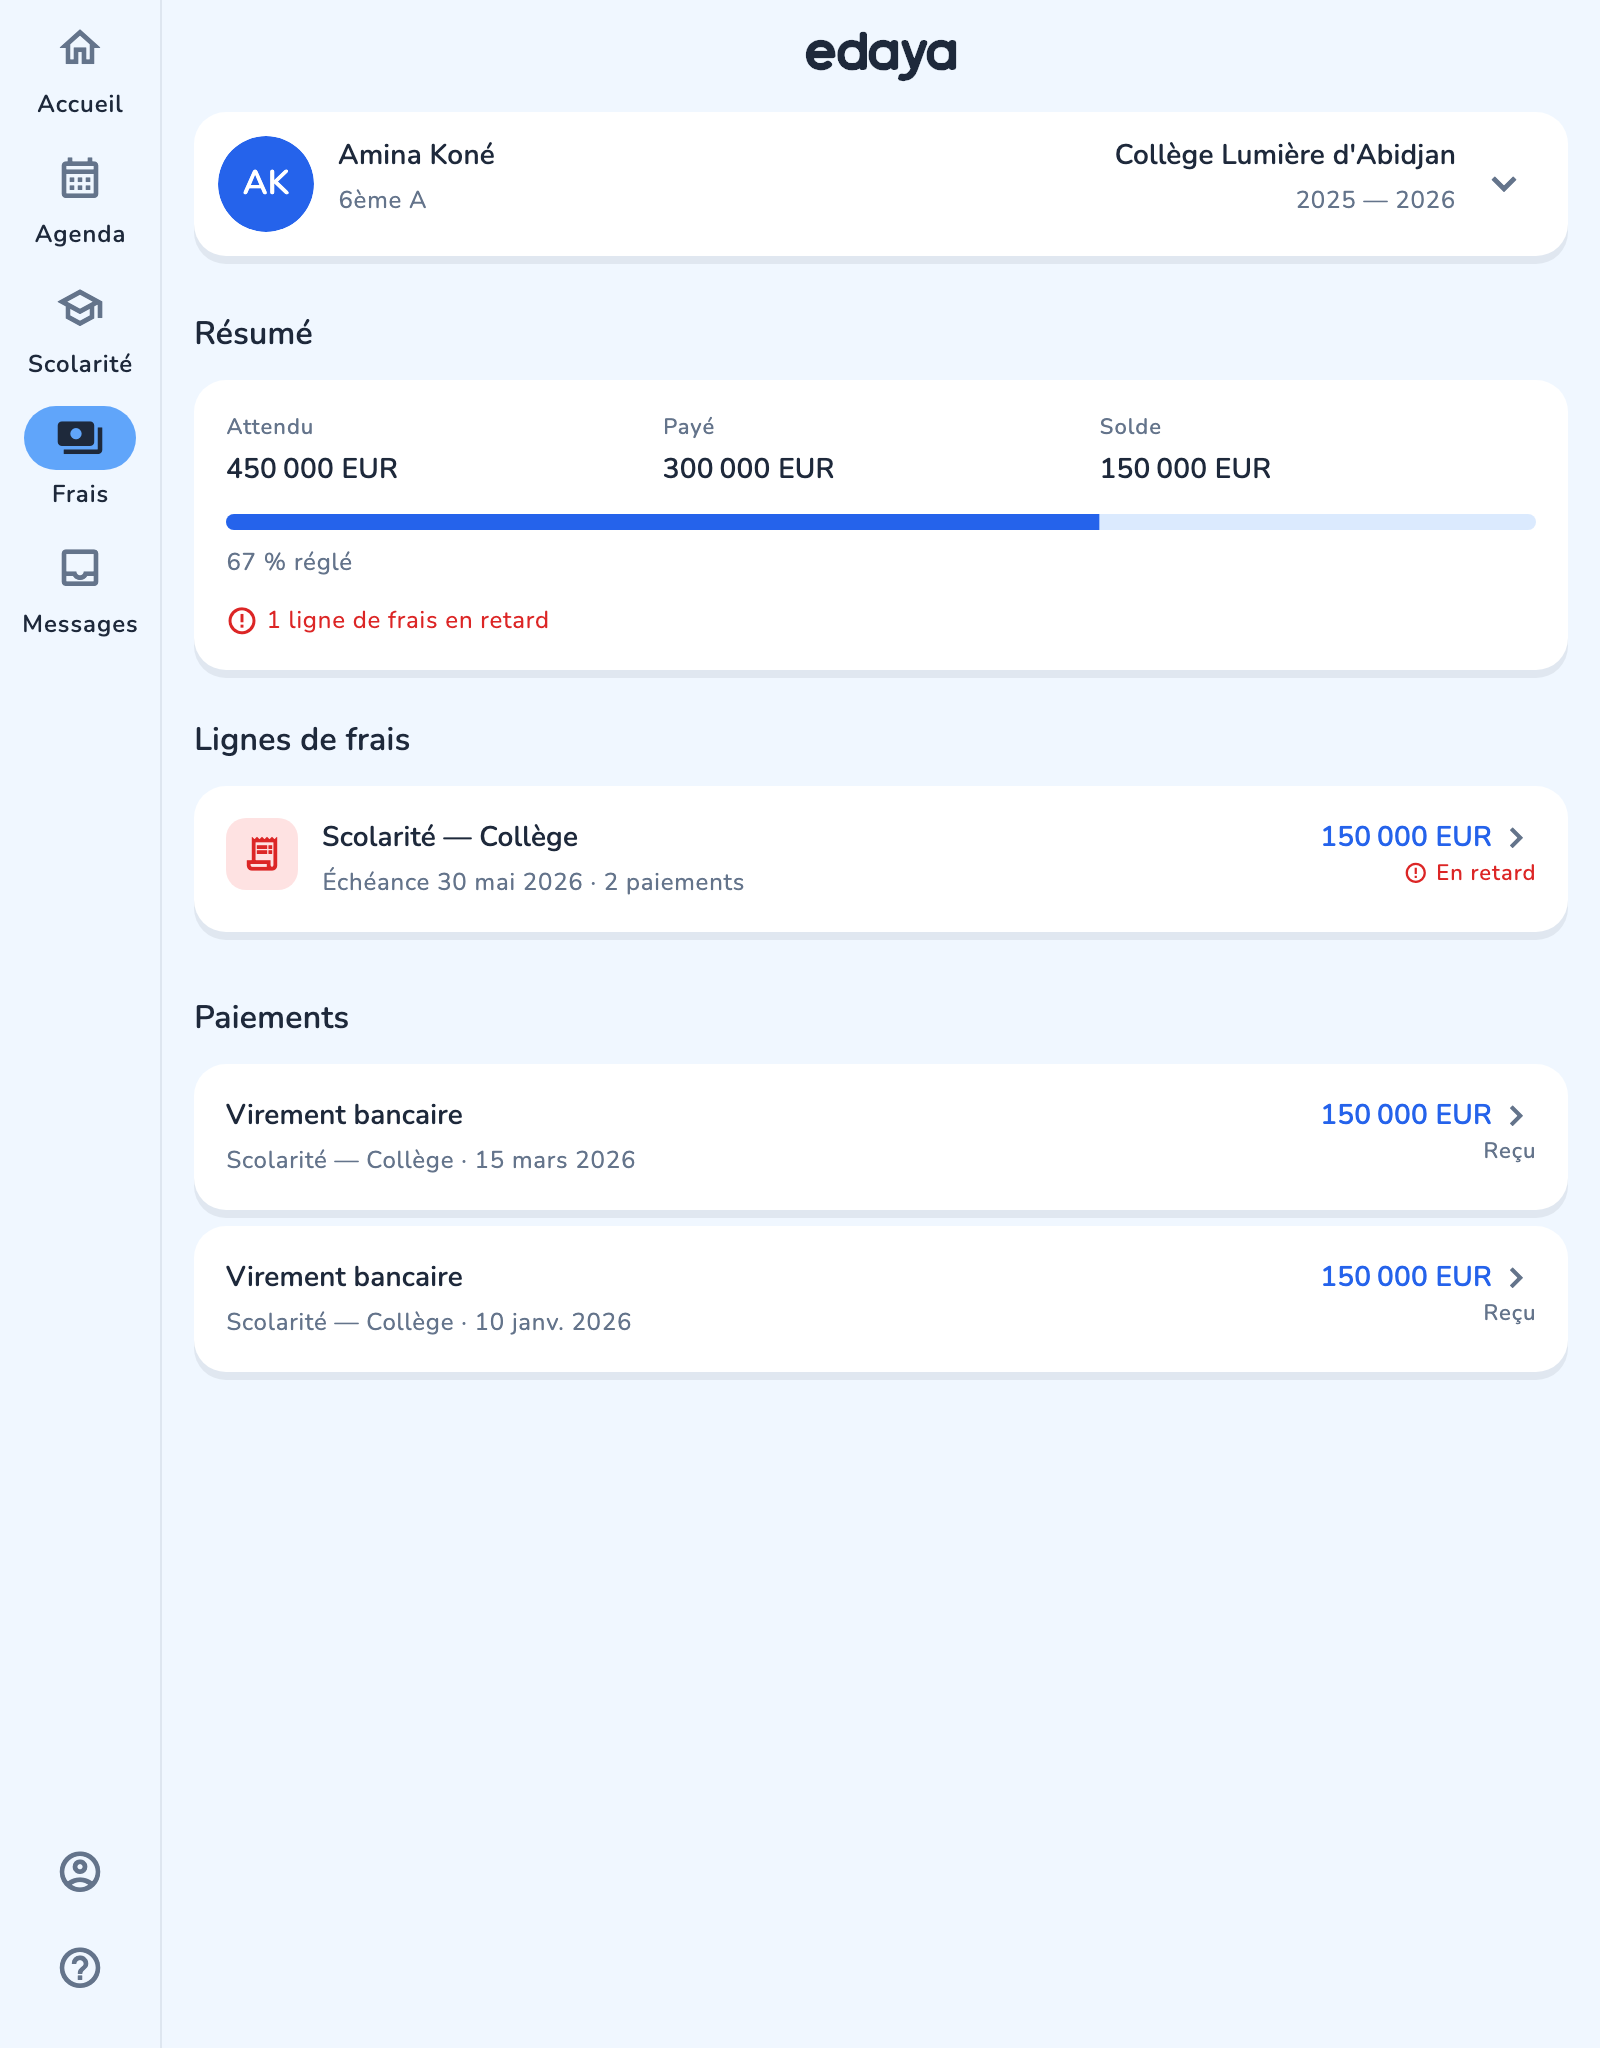 edaya
Accueil
Agenda
Scolarité
Frais
Messages
AK
Amina Koné
6ème A
Collège Lumière d'Abidjan
2025 — 2026
Résumé
Attendu
450 000 EUR
Payé
300 000 EUR
Solde
150 000 EUR
67 % réglé
1 ligne de frais en retard
Lignes de frais
Scolarité — Collège
Échéance 30 mai 2026 · 2 paiements
150 000 EUR
En retard
Paiements
Virement bancaire
Scolarité — Collège · 15 mars 2026
150 000 EUR
Reçu
Virement bancaire
Scolarité — Collège · 10 janv. 2026
150 000 EUR
Reçu